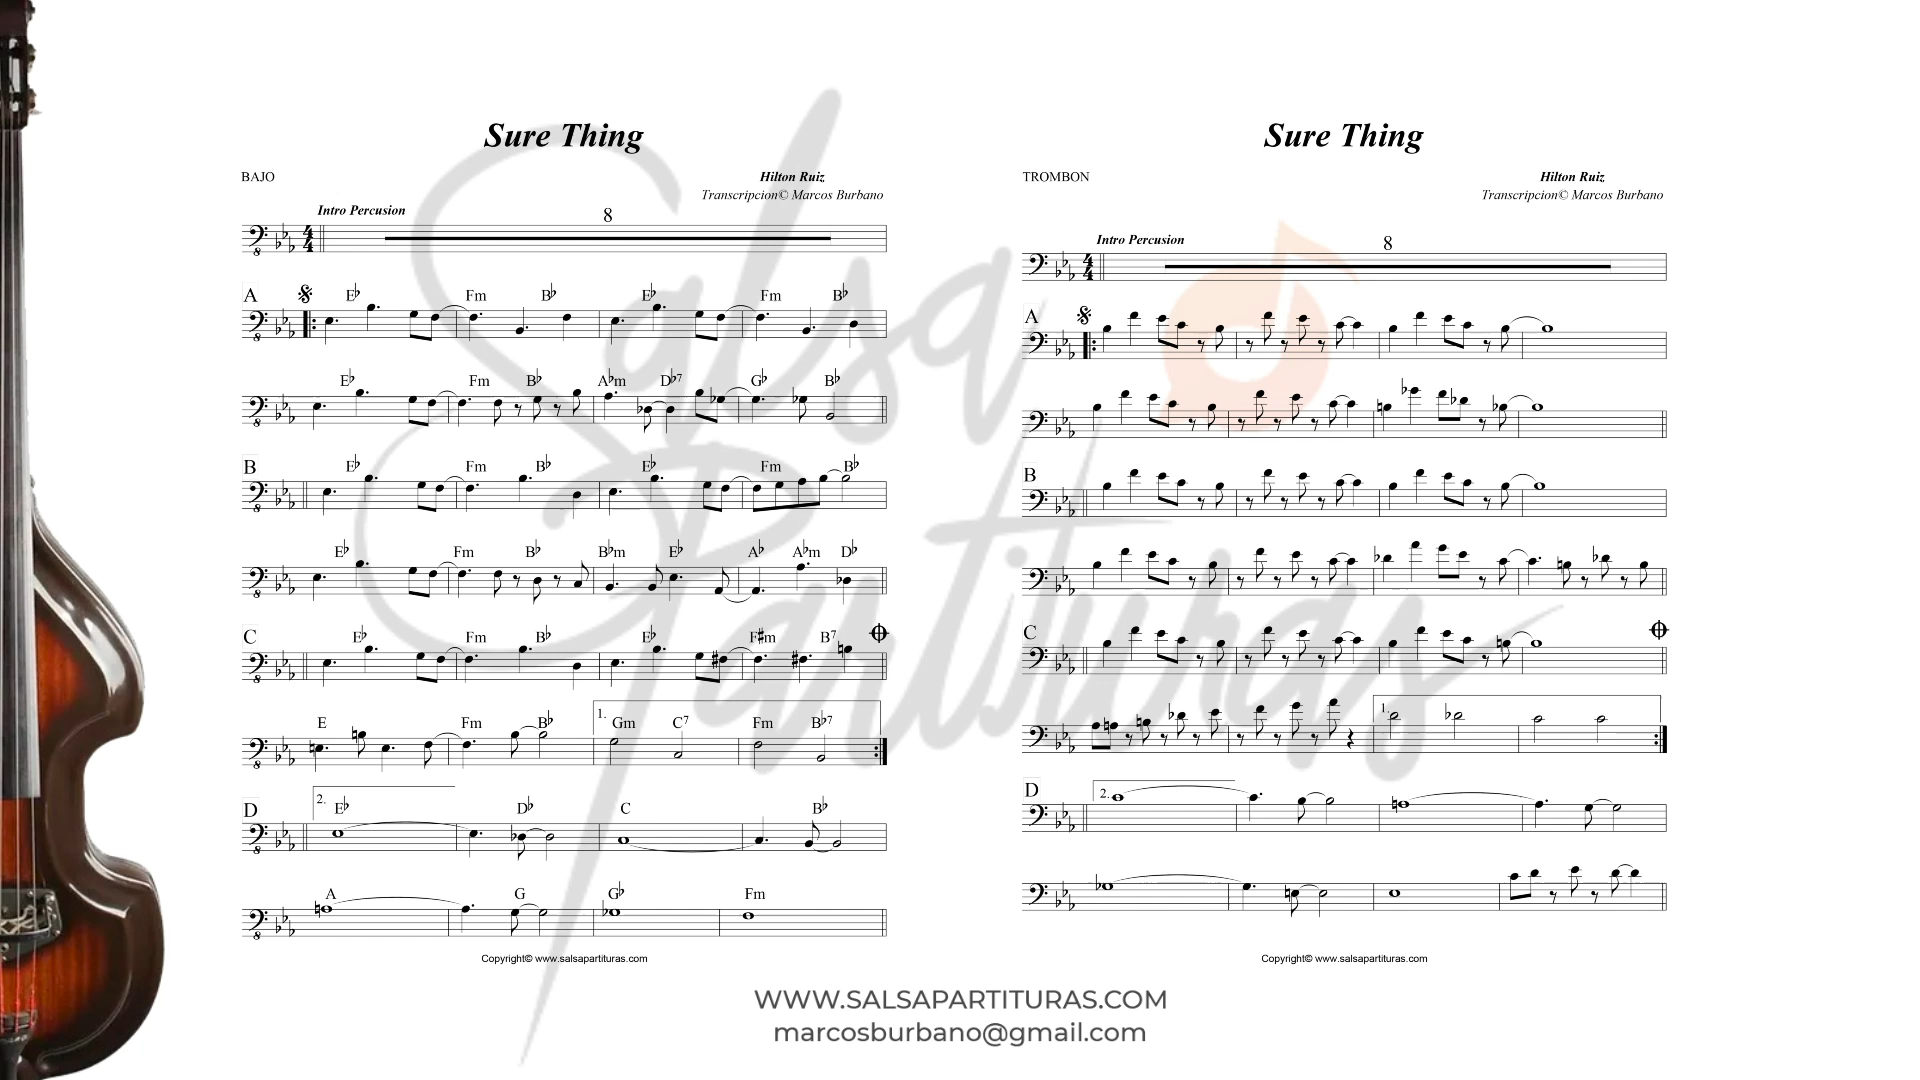 Sure Thing
BAJO
Hilton Ruiz
Transcripcion© Marcos Burbano
Intro Percusion
8
A E♭ Fm B♭ E♭ Fm B♭
E♭ Fm B♭ A♭m D♭7 G♭ B♭
B E♭ Fm B♭ E♭ Fm B♭
E♭ Fm B♭ B♭m E♭ A♭ A♭m D♭
C E♭ Fm B♭ E♭ F#m B7
E Fm B♭ 1. Gm C7 Fm B♭7
D 2. E♭ D♭ C B♭
A G G♭ Fm
Copyright© www.salsapartituras.com
Sure Thing
TROMBON
Hilton Ruiz
Transcripcion© Marcos Burbano
Intro Percusion
8
A
B
C
1.
D 2.
Copyright© www.salsapartituras.com
Salsa
Partituras
WWW.SALSAPARTITURAS.COM
marcosburbano@gmail.com